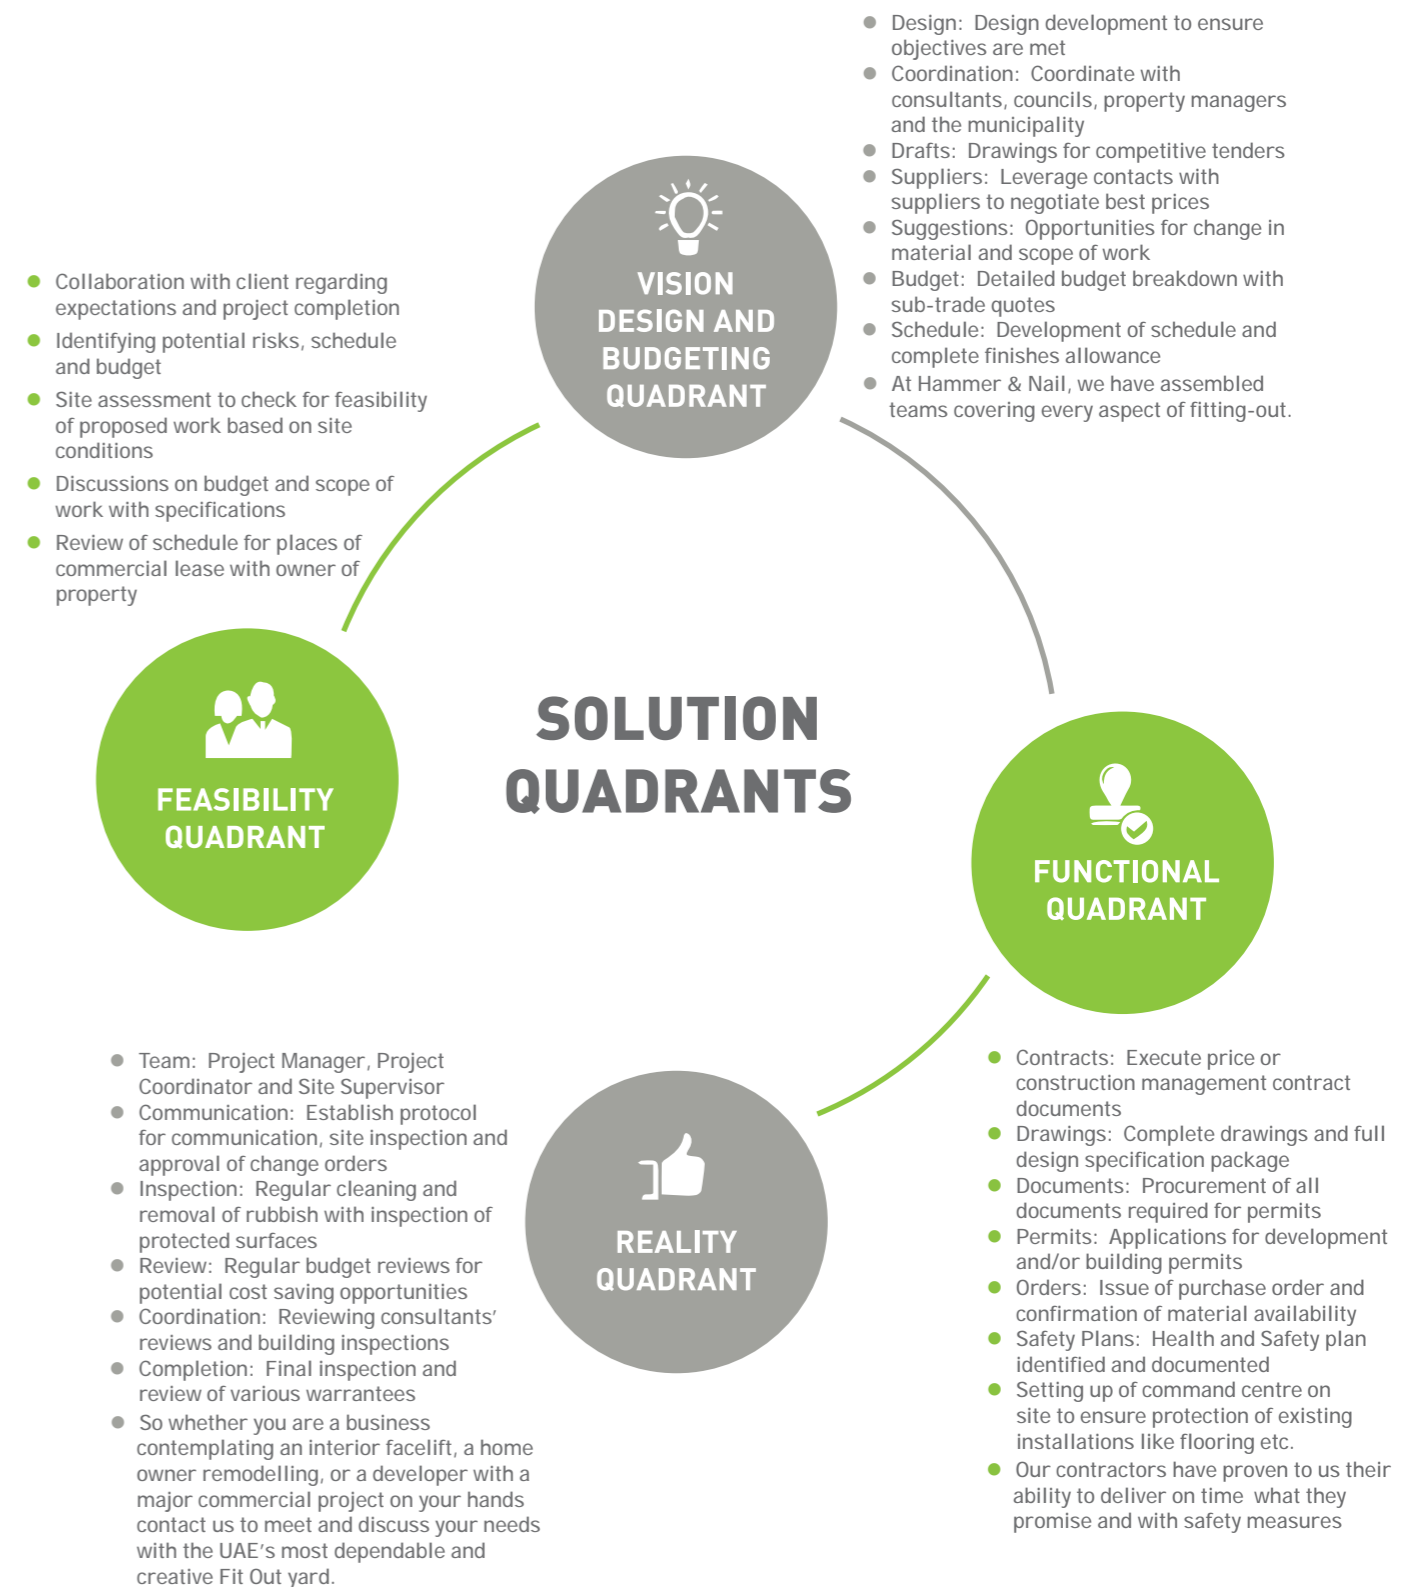 ● Design: Design development to ensure
objectives are met
● Coordination: Coordinate with
consultants, councils, property managers
and the municipality
● Drafts: Drawings for competitive tenders
● Suppliers: Leverage contacts with
suppliers to negotiate best prices
● Suggestions: Opportunities for change in
material and scope of work
● Budget: Detailed budget breakdown with
sub-trade quotes
● Schedule: Development of schedule and
complete finishes allowance
● At Hammer & Nail, we have assembled
teams covering every aspect of fitting-out.
VISION
DESIGN AND
BUDGETING
QUADRANT
● Collaboration with client regarding
expectations and project completion
● Identifying potential risks, schedule
and budget
● Site assessment to check for feasibility
of proposed work based on site
conditions
● Discussions on budget and scope of
work with specifications
● Review of schedule for places of
commercial lease with owner of
property
FEASIBILITY
QUADRANT
SOLUTION
QUADRANTS
FUNCTIONAL
QUADRANT
● Team: Project Manager, Project
Coordinator and Site Supervisor
● Communication: Establish protocol
for communication, site inspection and
approval of change orders
● Inspection: Regular cleaning and
removal of rubbish with inspection of
protected surfaces
● Review: Regular budget reviews for
potential cost saving opportunities
● Coordination: Reviewing consultants'
reviews and building inspections
● Completion: Final inspection and
review of various warrantees
● So whether you are a business
contemplating an interior facelift, a home
owner remodelling, or a developer with a
major commercial project on your hands
contact us to meet and discuss your needs
with the UAE's most dependable and
creative Fit Out yard.
REALITY
QUADRANT
● Contracts: Execute price or
construction management contract
documents
● Drawings: Complete drawings and full
design specification package
● Documents: Procurement of all
documents required for permits
● Permits: Applications for development
and/or building permits
● Orders: Issue of purchase order and
confirmation of material availability
● Safety Plans: Health and Safety plan
identified and documented
● Setting up of command centre on
site to ensure protection of existing
installations like flooring etc.
● Our contractors have proven to us their
ability to deliver on time what they
promise and with safety measures